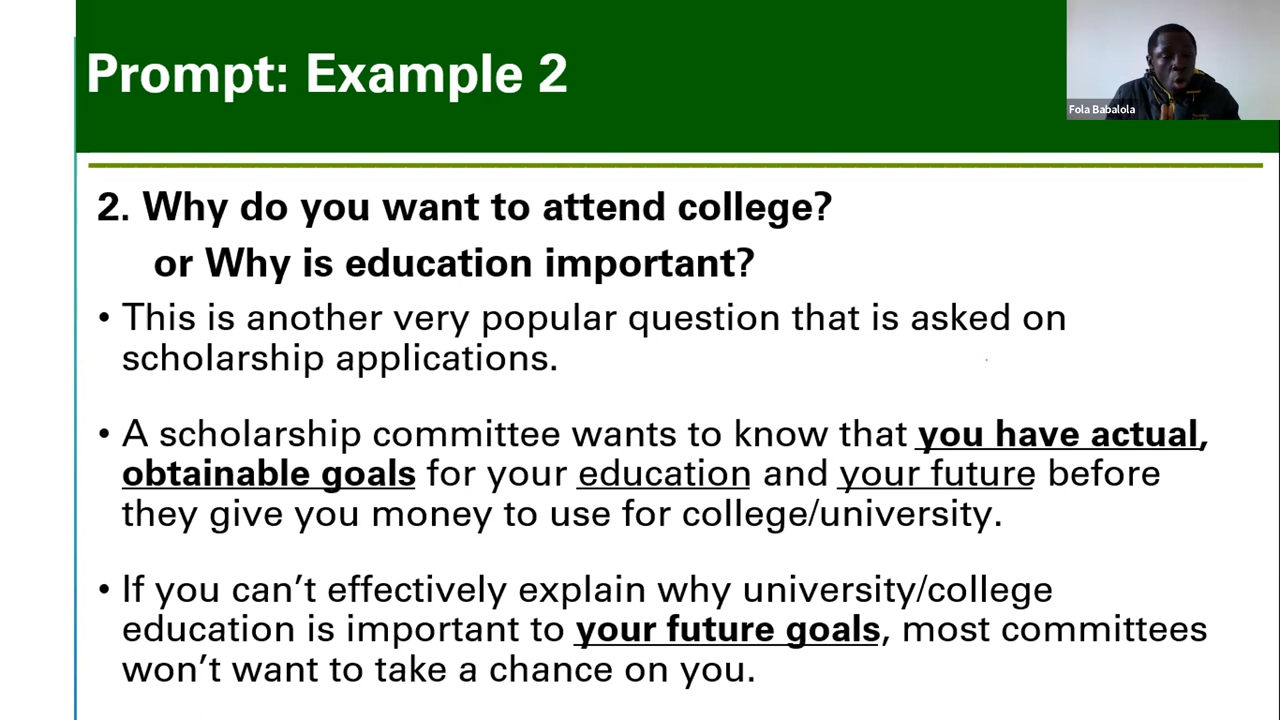 Prompt: Example 2
Fola Babalola
2. Why do you want to attend college?
or Why is education important?
• This is another very popular question that is asked on
scholarship applications.
• A scholarship committee wants to know that you have actual,
obtainable goals for your education and your future before
they give you money to use for college/university.
• If you can’t effectively explain why university/college
education is important to your future goals, most committees
won’t want to take a chance on you.